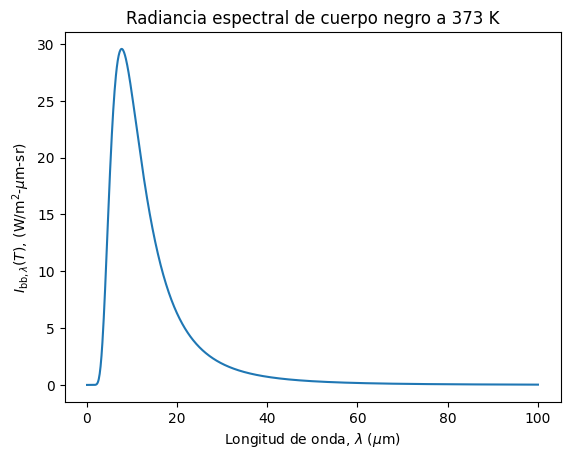 Radiancia espectral de cuerpo negro a 373 K
30
25
20
15
10
5
0
I_bb,λ(T), (W/m²-μm-sr)
0 20 40 60 80 100
Longitud de onda, λ (μm)